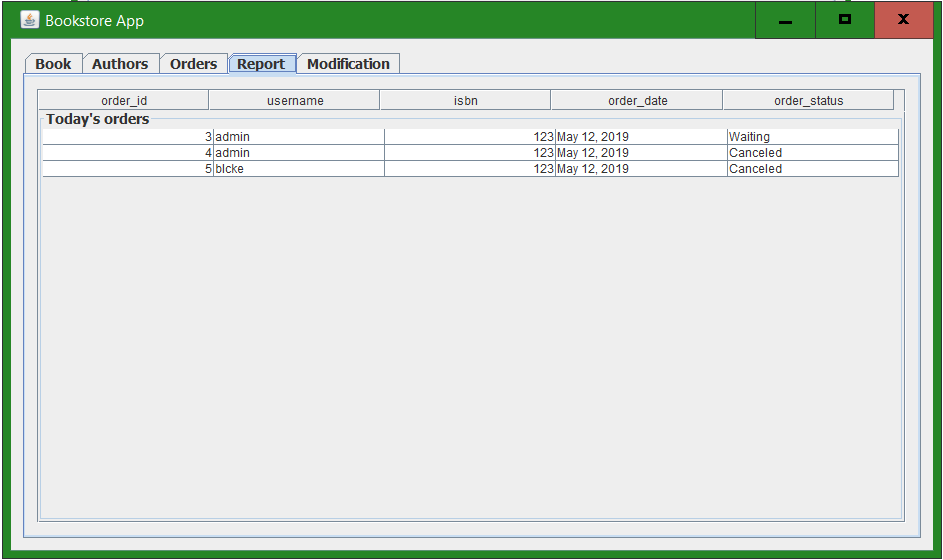 Bookstore App
Book Authors Orders Report Modification
order_id username isbn order_date order_status
Today's orders
3 admin 123 May 12, 2019 Waiting
4 admin 123 May 12, 2019 Canceled
5 blcke 123 May 12, 2019 Canceled